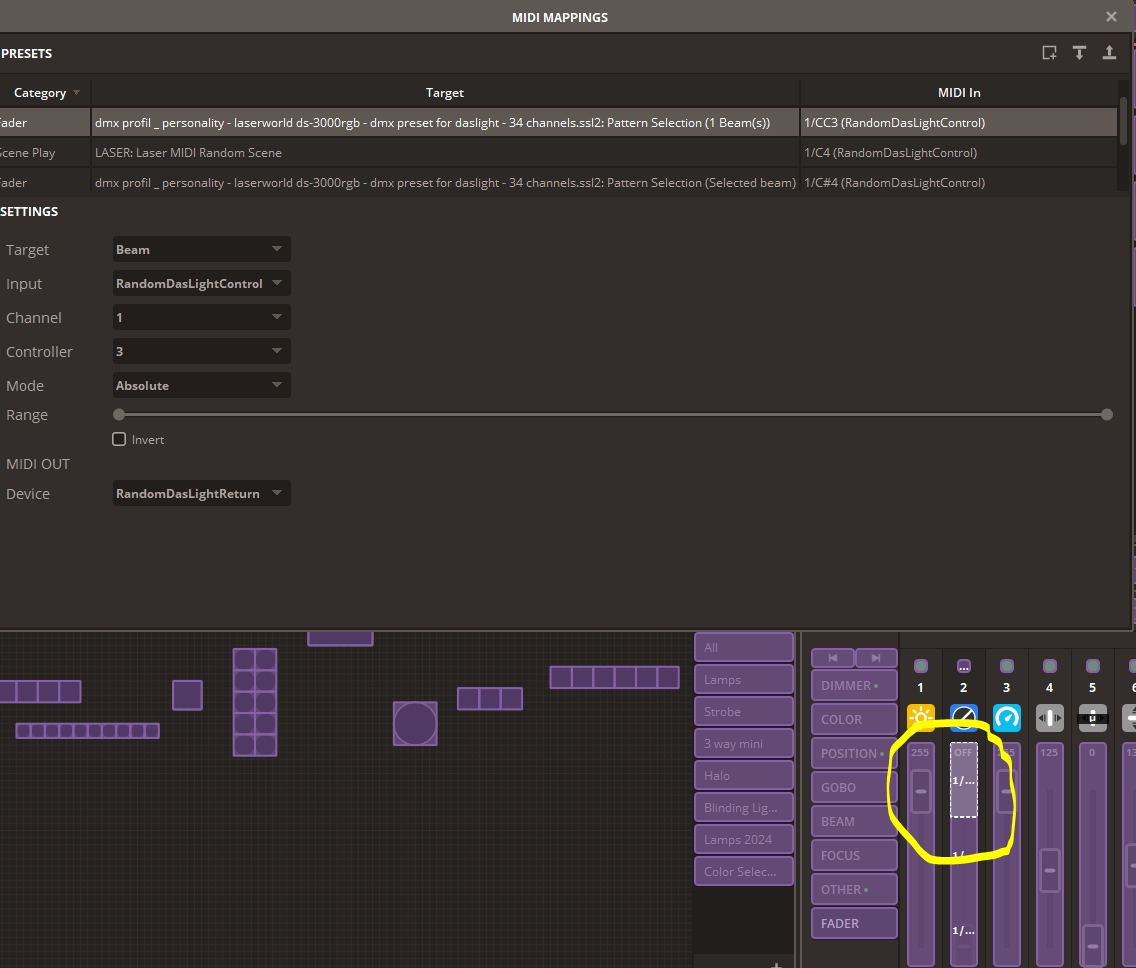 MIDI MAPPINGS
PRESETS
Category Target MIDI In
Fader dmx profil _ personality - laserworld ds-3000rgb - dmx preset for daslight - 34 channels.ssl2: Pattern Selection (1 Beam(s)) 1/CC3 (RandomDasLightControl)
Scene Play LASER: Laser MIDI Random Scene 1/C4 (RandomDasLightControl)
Fader dmx profil _ personality - laserworld ds-3000rgb - dmx preset for daslight - 34 channels.ssl2: Pattern Selection (Selected beam) 1/C#4 (RandomDasLightControl)
SETTINGS
Target Beam
Input RandomDasLightControl
Channel 1
Controller 3
Mode Absolute
Range
Invert
MIDI OUT
Device RandomDasLightReturn
All
Lamps
Strobe
3 way mini
Halo
Blinding Lig...
Lamps 2024
Color Selec...
DIMMER
COLOR
POSITION
GOBO
BEAM
FOCUS
OTHER
FADER
...
1 2 3 4 5
µ
255 OFF 125 0
1/...
1/...